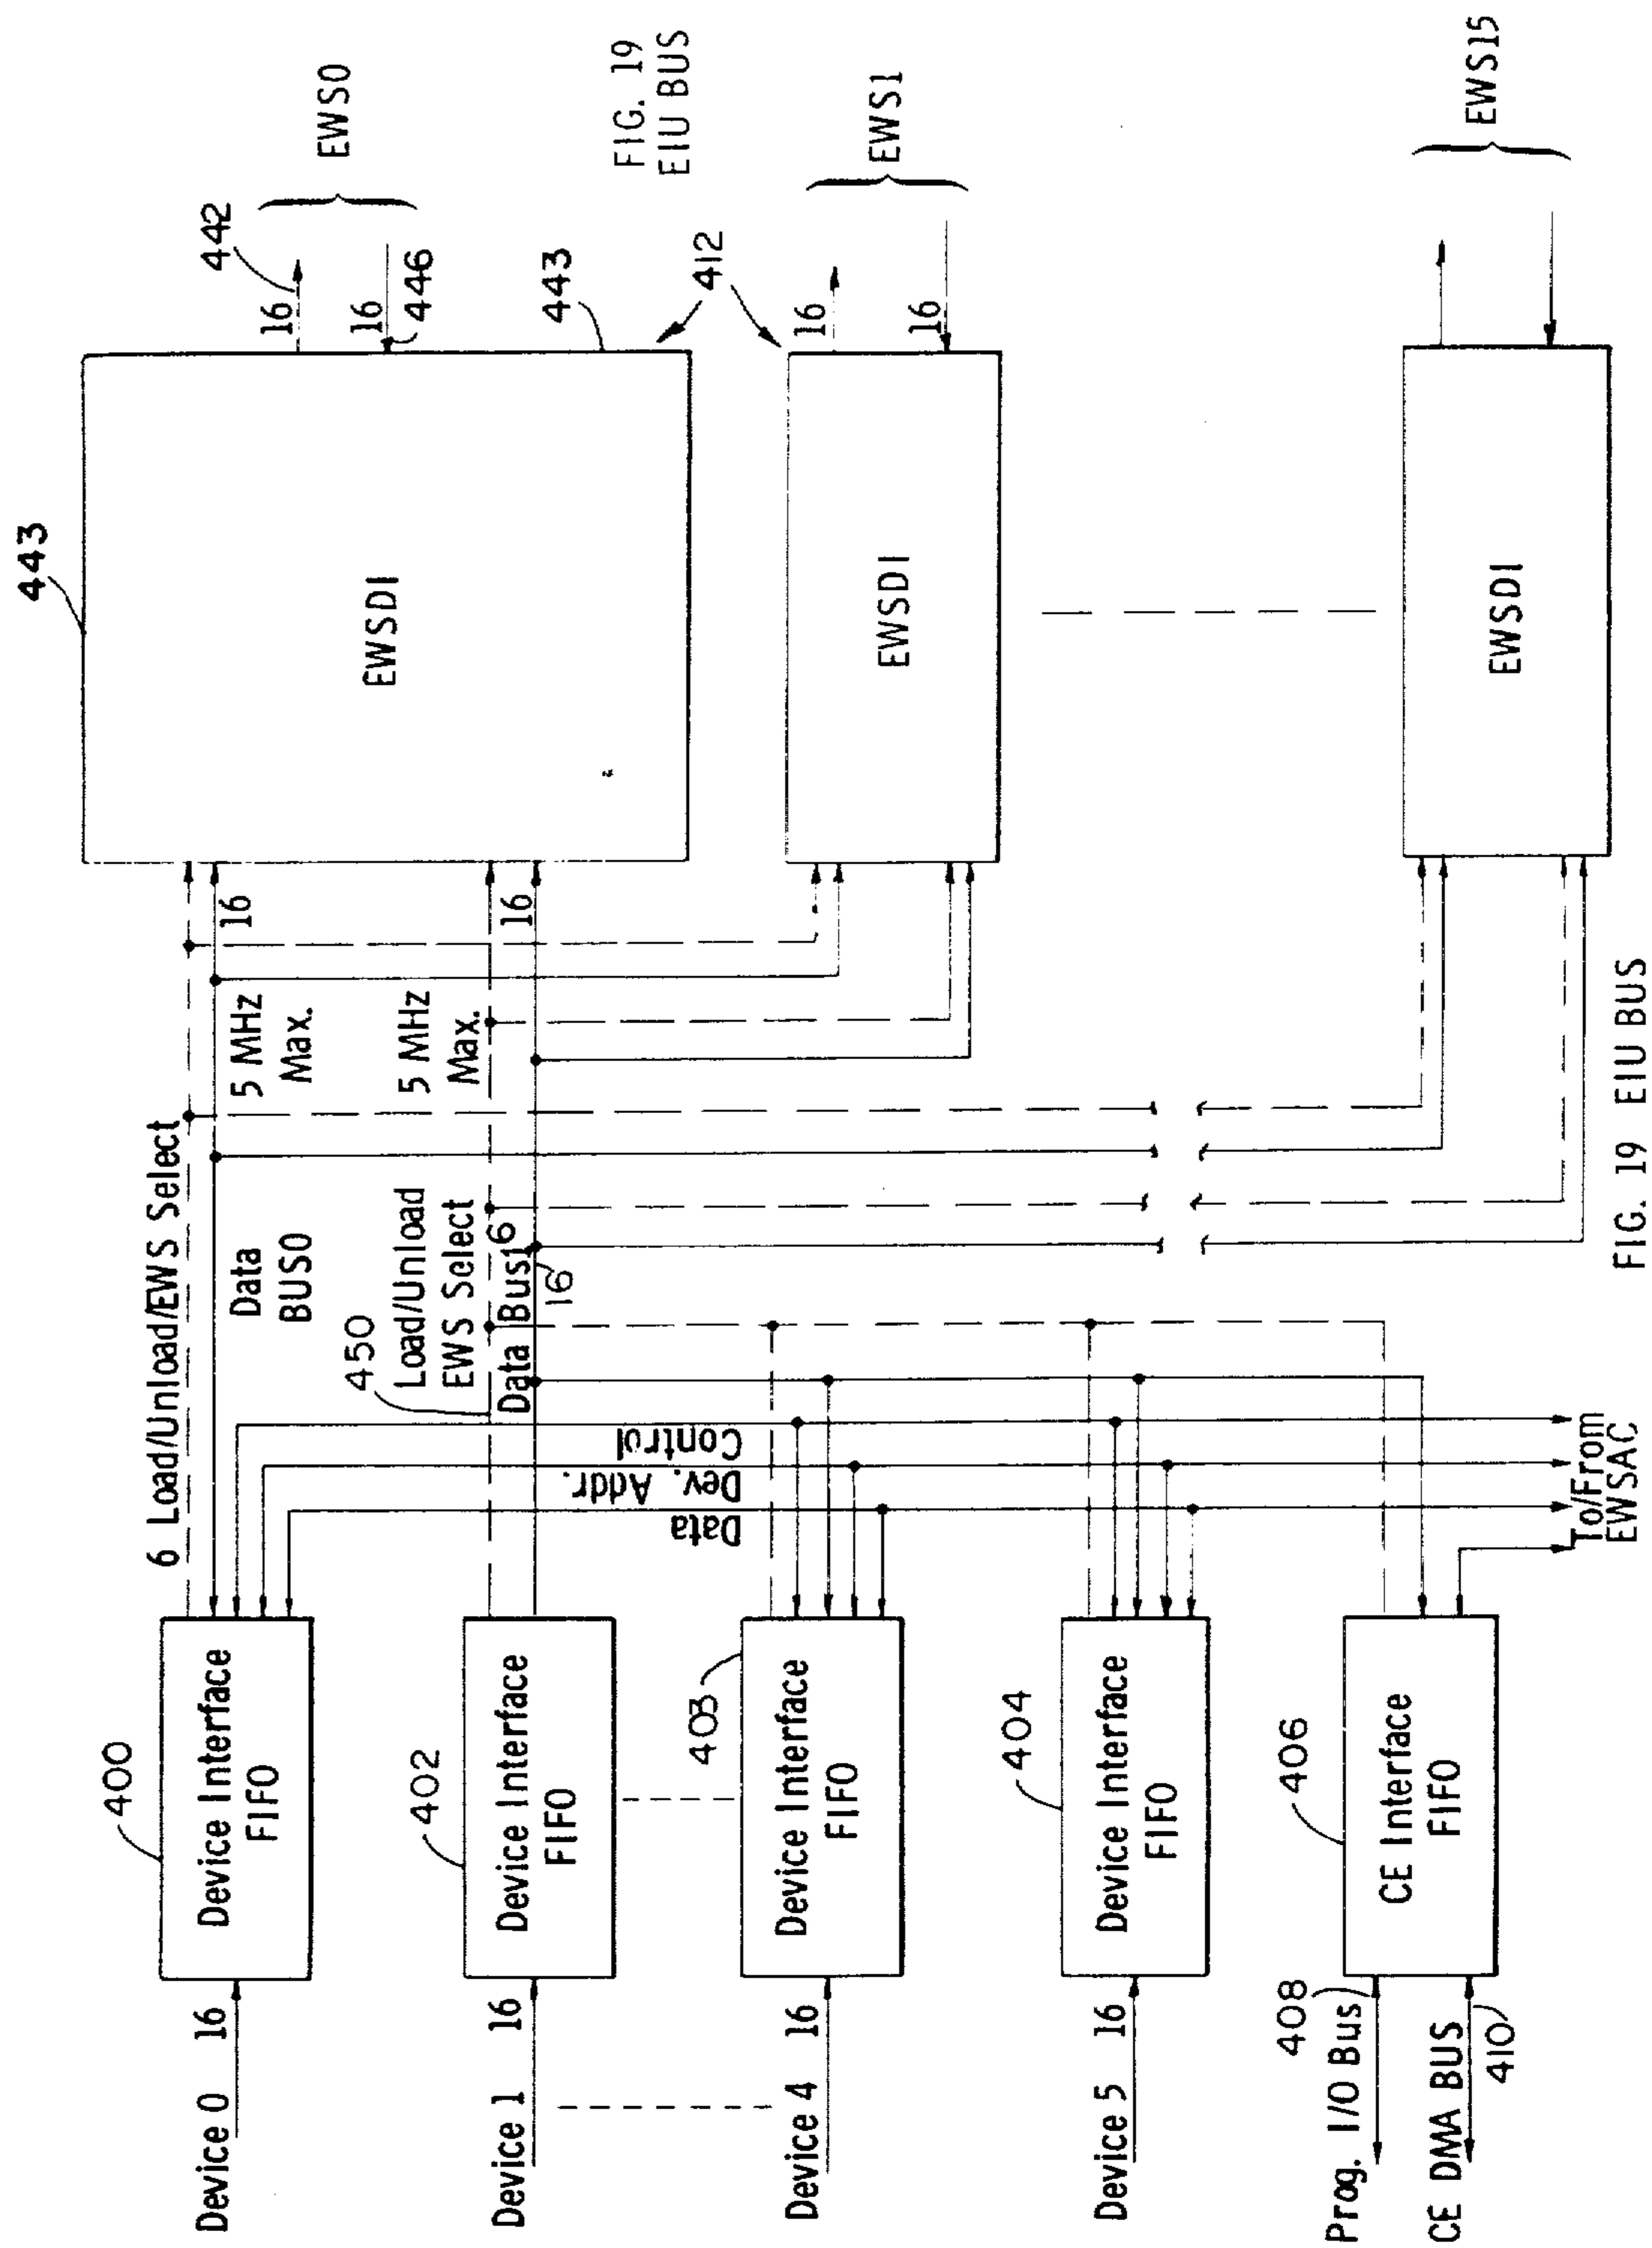 Device 0 16
400
Device Interface
FIFO
6 Load/Unload/EWS Select
Data
BUS0
5 MHz
Max.
16
443
EWSDI
16
442
16
446
EWS0
443
Device 1 16
402
Device Interface
FIFO
450
Load/Unload
EWS Select
Data Bus1
6
16
5 MHz
Max.
16
FIG. 19
EIU BUS
Control
Dev. Addr.
Data
412
Device 4 16
403
Device Interface
FIFO
EWSDI
16
16
EWS1
Device 5 16
404
Device Interface
FIFO
Prog. I/O Bus
408
CE DMA BUS
410
406
CE Interface
FIFO
To/From
EWSAC
EWSDI
EWS15
FIG. 19 EIU BUS